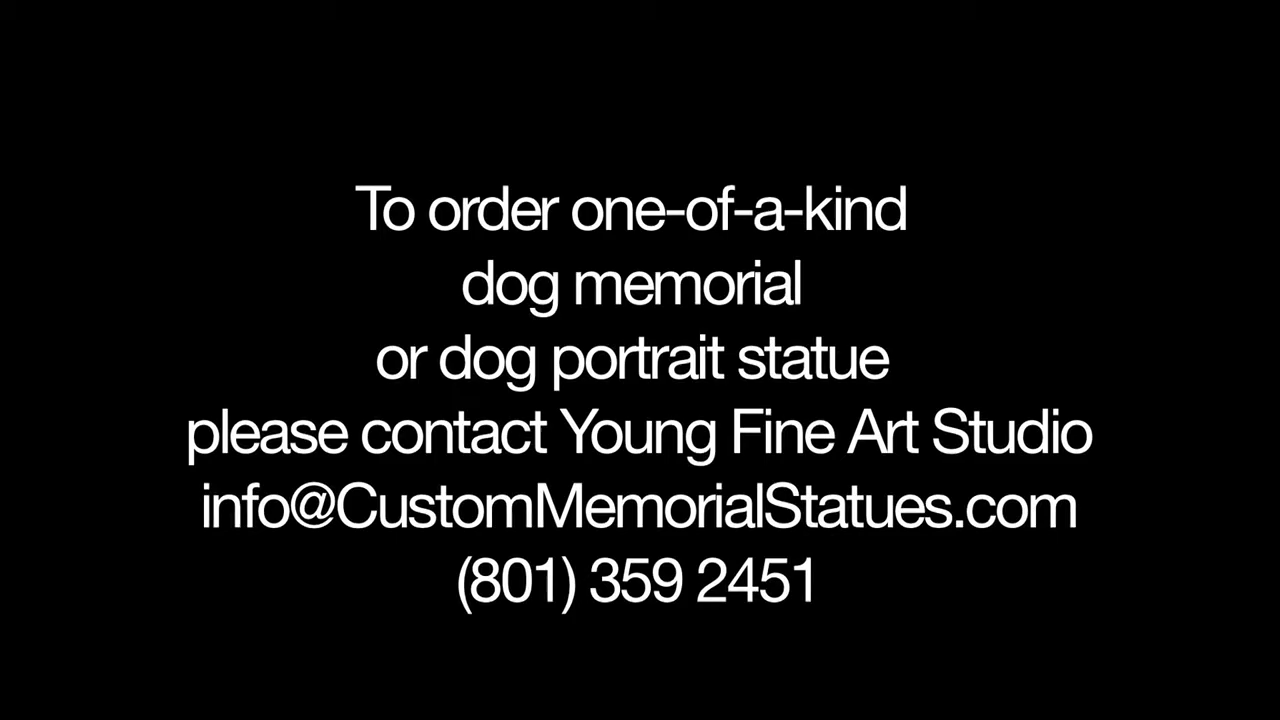 To order one-of-a-kind
dog memorial
or dog portrait statue
please contact Young Fine Art Studio
info@CustomMemorialStatues.com
(801) 359 2451